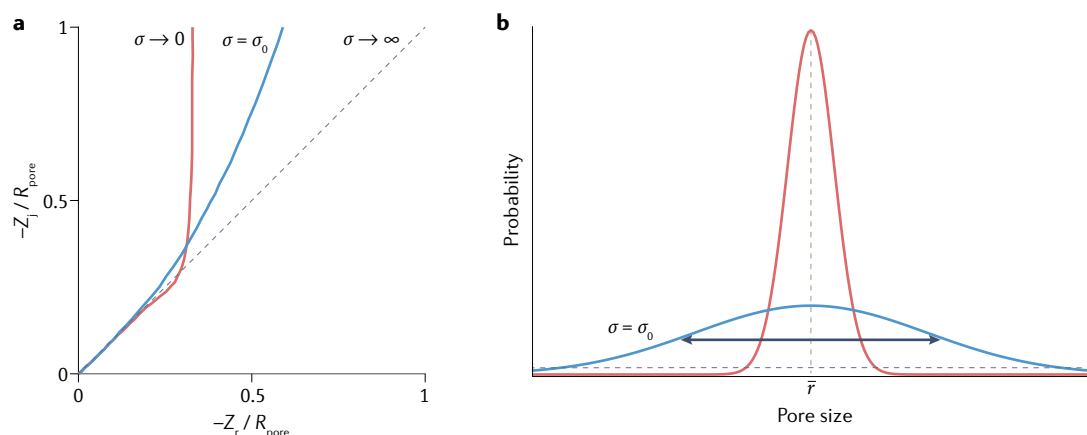 a
1
σ → 0
σ = σ₀
σ → ∞
–Zⱼ / Rₚₒᵣₑ
0.5
0
0
0.5
1
–Zᵣ / Rₚₒᵣₑ
b
Probability
σ = σ₀
r̄
Pore size